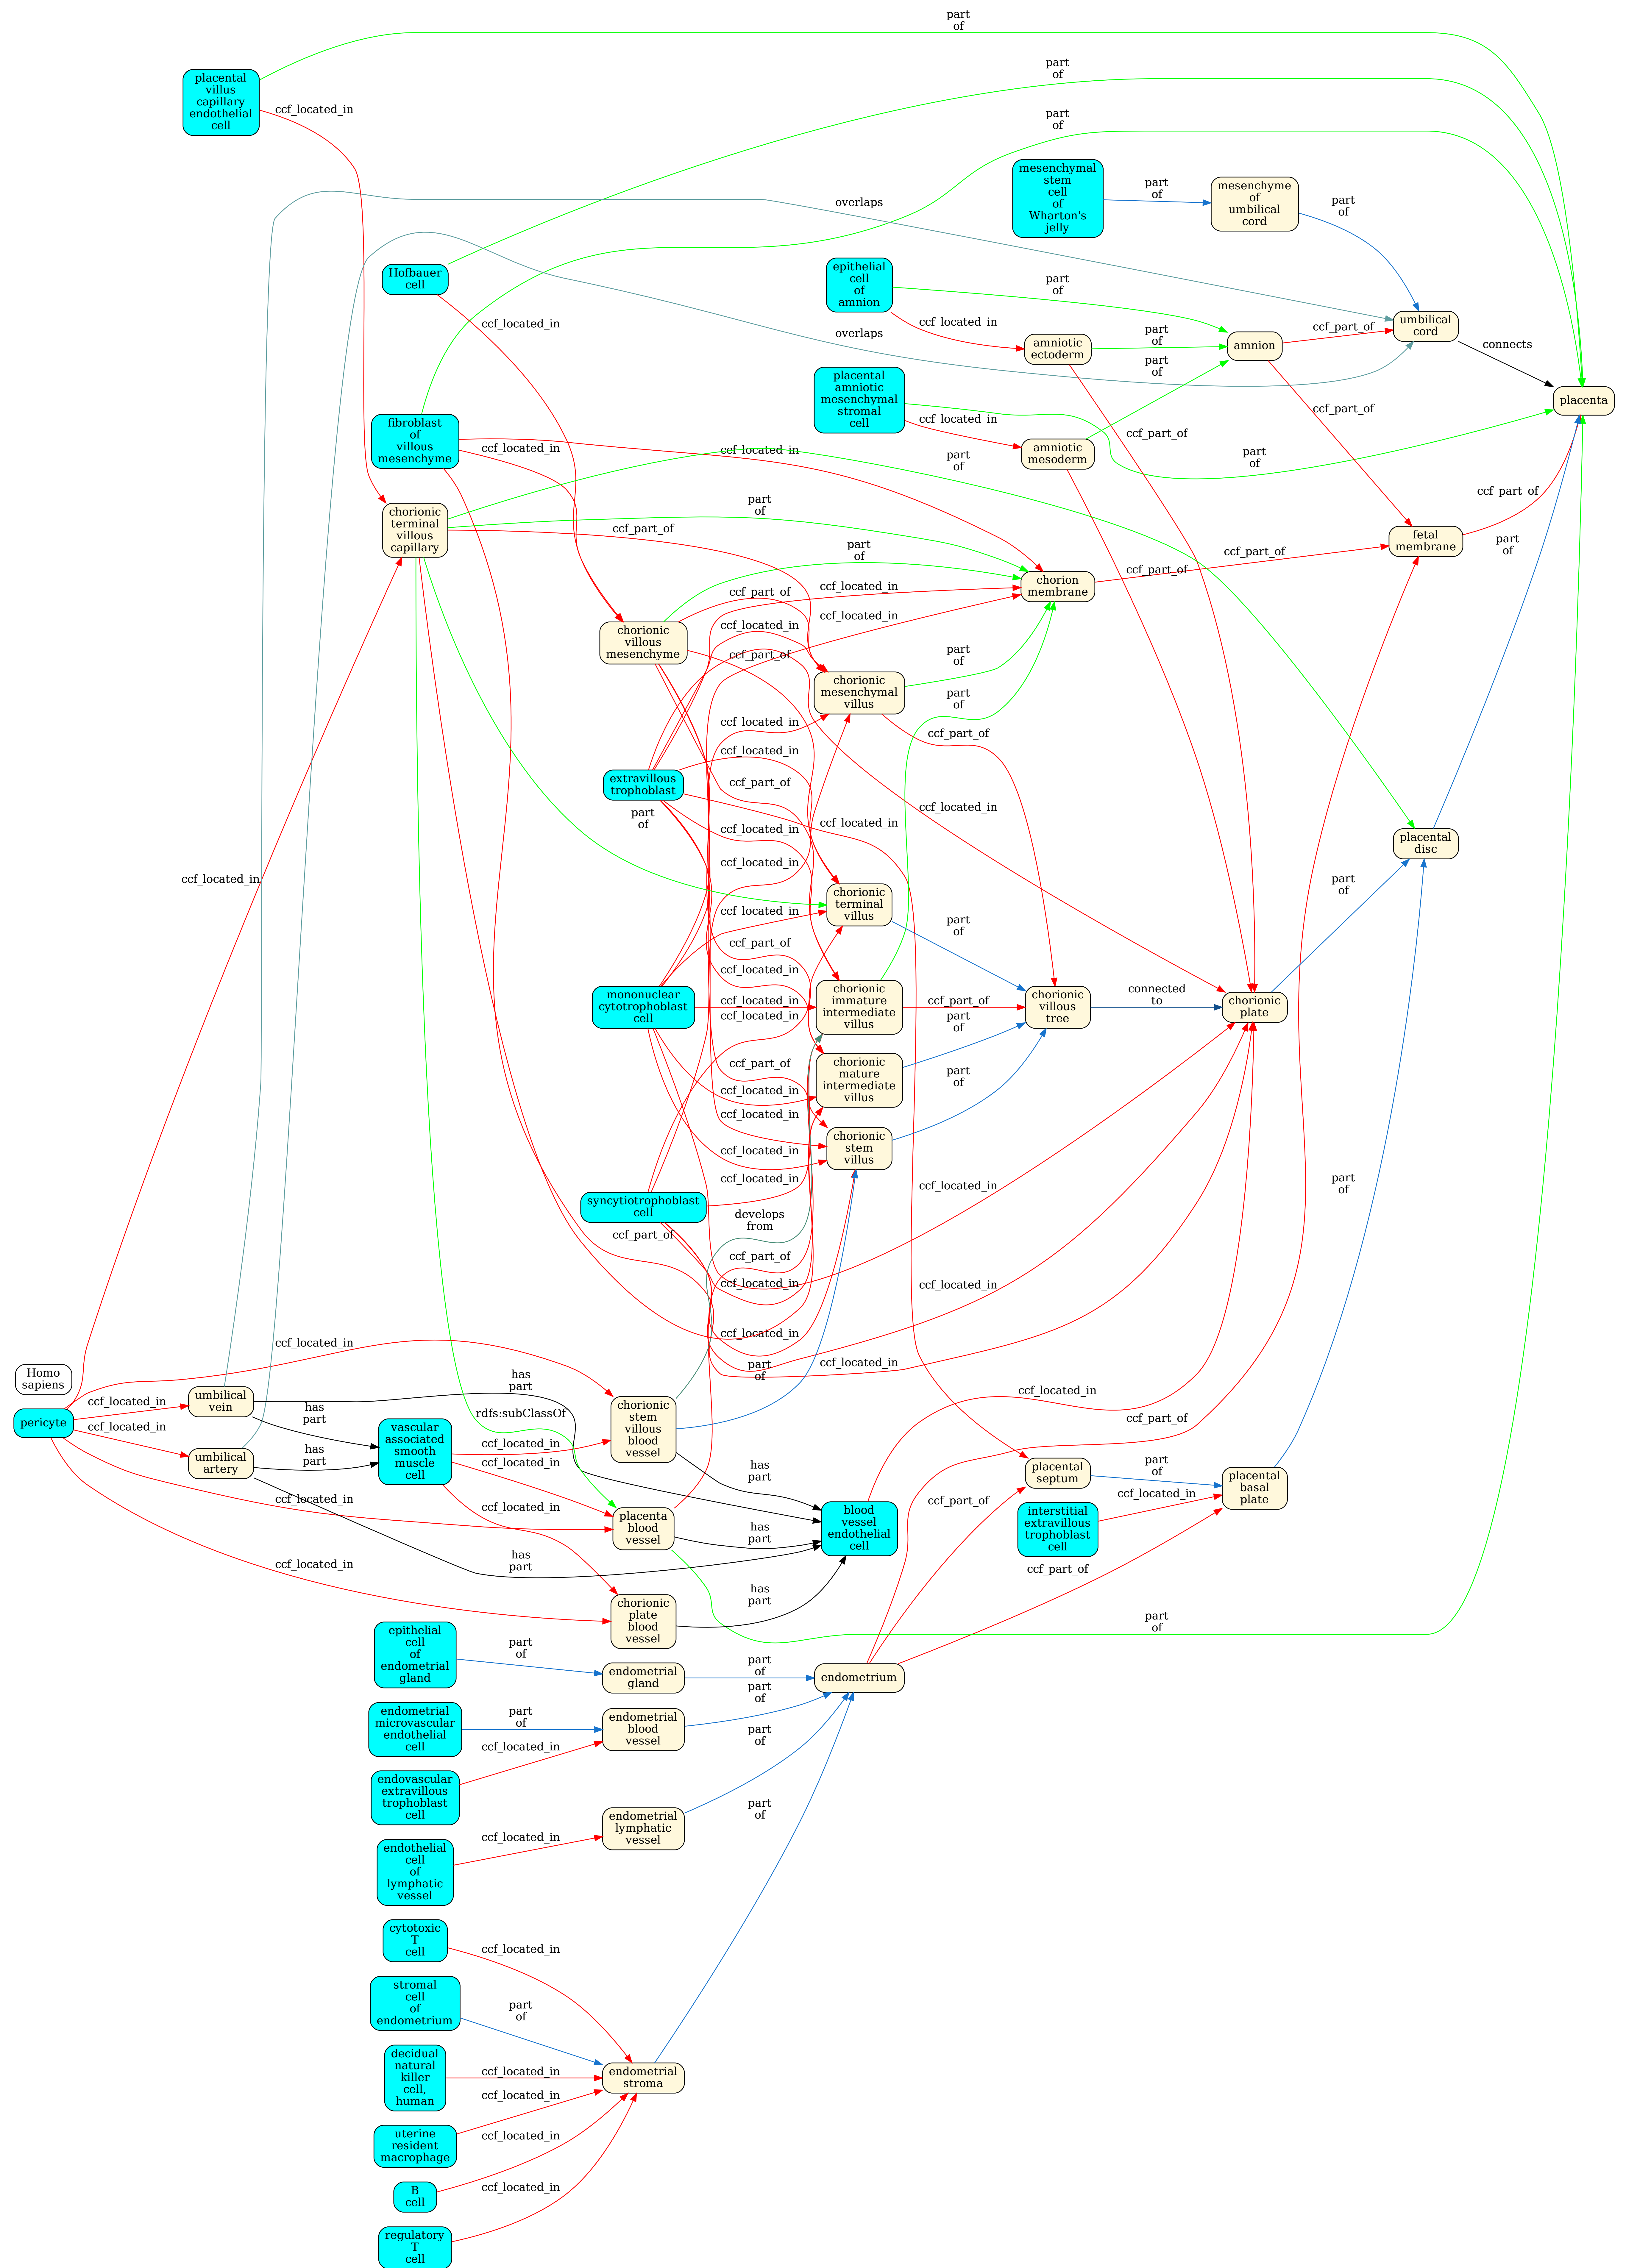 part
of
placental
villus
capillary
endothelial
cell
ccf_located_in
part
of
part
of
mesenchymal
stem
cell
of
Wharton's
jelly
part
of
mesenchyme
of
umbilical
cord
part
of
overlaps
Hofbauer
cell
epithelial
cell
of
amnion
part
of
ccf_located_in
ccf_located_in
overlaps
amniotic
ectoderm
part
of
amnion
ccf_part_of
umbilical
cord
connects
placental
amniotic
mesenchymal
stromal
cell
part
of
ccf_located_in
ccf_part_of
placenta
fibroblast
of
villous
mesenchyme
ccf_located_in
ccf_located_in
amniotic
mesoderm
ccf_part_of
part
of
part
of
ccf_part_of
chorionic
terminal
villous
capillary
part
of
ccf_part_of
part
of
fetal
membrane
part
of
ccf_part_of
ccf_part_of
chorion
membrane
ccf_located_in
ccf_part_of
ccf_located_in
chorionic
villous
mesenchyme
ccf_located_in
ccf_part_of
chorionic
mesenchymal
villus
part
of
part
of
ccf_located_in
ccf_part_of
ccf_located_in
extravillous
trophoblast
ccf_part_of
part
of
ccf_located_in
ccf_located_in
ccf_located_in
placental
disc
ccf_located_in
ccf_located_in
chorionic
terminal
villus
part
of
part
of
ccf_located_in
ccf_part_of
ccf_located_in
mononuclear
cytotrophoblast
cell
ccf_located_in
ccf_located_in
chorionic
immature
intermediate
villus
ccf_part_of
part
of
chorionic
villous
tree
connected
to
chorionic
plate
ccf_part_of
ccf_located_in
chorionic
mature
intermediate
villus
part
of
ccf_located_in
chorionic
stem
villus
ccf_located_in
ccf_located_in
syncytiotrophoblast
cell
ccf_located_in
part
of
develops
from
ccf_part_of
ccf_part_of
ccf_located_in
ccf_located_in
ccf_located_in
ccf_located_in
part
of
ccf_located_in
Homo
sapiens
pericyte
ccf_located_in
ccf_located_in
ccf_located_in
umbilical
vein
umbilical
artery
has
part
has
part
has
part
rdfs:subClassOf
vascular
associated
smooth
muscle
cell
ccf_located_in
ccf_located_in
ccf_located_in
chorionic
stem
villous
blood
vessel
has
part
ccf_located_in
ccf_part_of
placental
septum
part
of
placental
basal
plate
ccf_located_in
interstitial
extravillous
trophoblast
cell
ccf_located_in
placenta
blood
vessel
has
part
blood
vessel
endothelial
cell
ccf_part_of
ccf_located_in
has
part
ccf_part_of
chorionic
plate
blood
vessel
has
part
part
of
epithelial
cell
of
endometrial
gland
part
of
endometrial
gland
part
of
endometrium
endometrial
microvascular
endothelial
cell
part
of
endometrial
blood
vessel
part
of
ccf_located_in
part
of
endovascular
extravillous
trophoblast
cell
endothelial
cell
of
lymphatic
vessel
ccf_located_in
endometrial
lymphatic
vessel
part
of
cytotoxic
T
cell
ccf_located_in
stromal
cell
of
endometrium
part
of
decidual
natural
killer
cell,
human
ccf_located_in
endometrial
stroma
uterine
resident
macrophage
ccf_located_in
B
cell
ccf_located_in
regulatory
T
cell
ccf_located_in